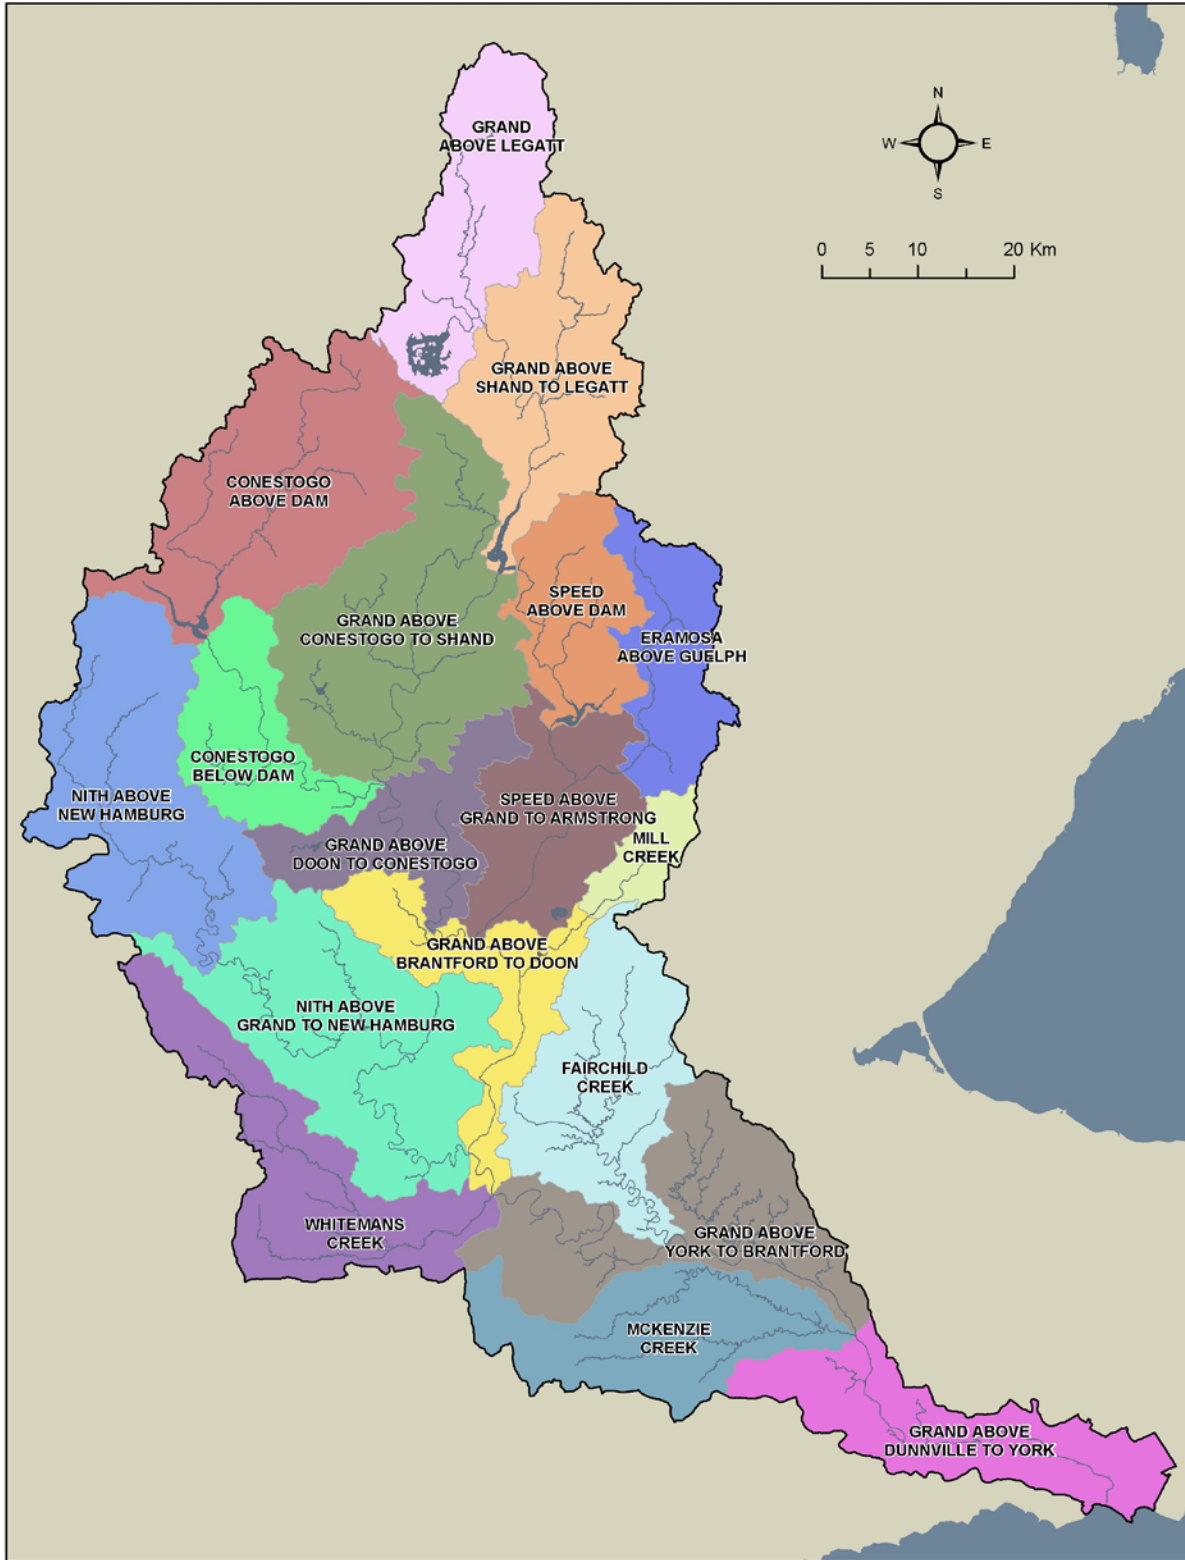 GRAND
ABOVE LEGATT
N
W
E
S
0 5 10 20 Km
GRAND ABOVE
SHAND TO LEGATT
CONESTOGO
ABOVE DAM
SPEED
ABOVE DAM
GRAND ABOVE
CONESTOGO TO SHAND
ERAMOSA
ABOVE GUELPH
CONESTOGO
BELOW DAM
NITH ABOVE
NEW HAMBURG
SPEED ABOVE
GRAND TO ARMSTRONG
MILL
CREEK
GRAND ABOVE
DOON TO CONESTOGO
GRAND ABOVE
BRANTFORD TO DOON
NITH ABOVE
GRAND TO NEW HAMBURG
FAIRCHILD
CREEK
WHITEMANS
CREEK
GRAND ABOVE
YORK TO BRANTFORD
MCKENZIE
CREEK
GRAND ABOVE
DUNNVILLE TO YORK